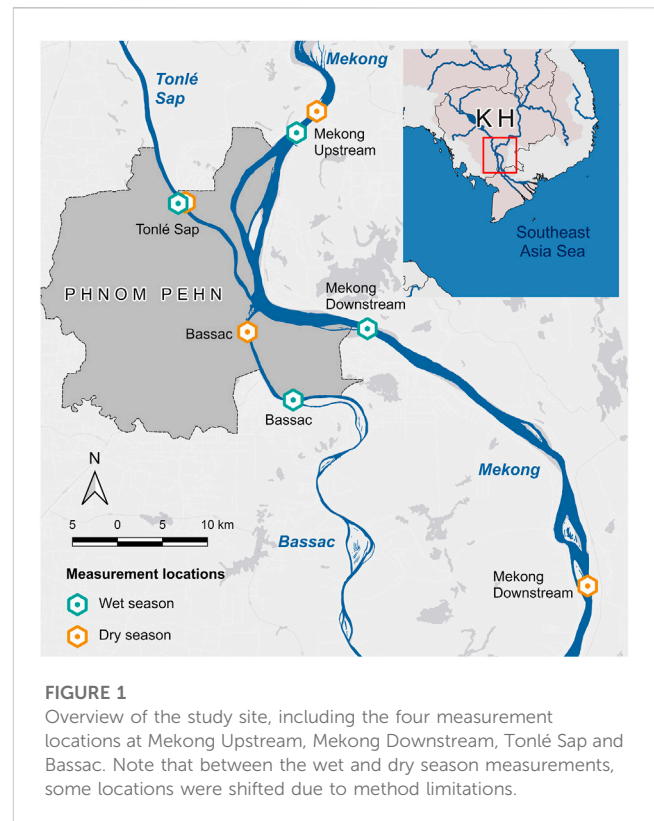 Mekong
Tonlé
Sap
KH
Mekong
Upstream
Tonlé Sap
Southeast
Asia Sea
PHNOM PEHN
Mekong
Downstream
Bassac
Bassac
N
Mekong
5 0 5 10 km
Bassac
Measurement locations
Mekong
Downstream
Wet season
Dry season
FIGURE 1
Overview of the study site, including the four measurement
locations at Mekong Upstream, Mekong Downstream, Tonlé Sap and
Bassac. Note that between the wet and dry season measurements,
some locations were shifted due to method limitations.